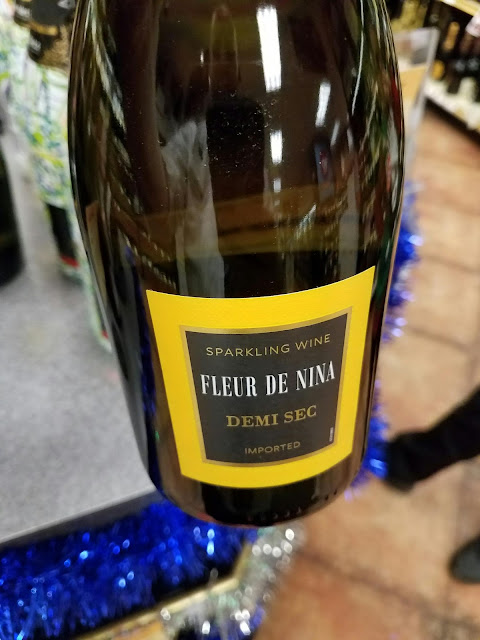 SPARKLING WINE
FLEUR DE NINA
DEMI SEC
IMPORTED